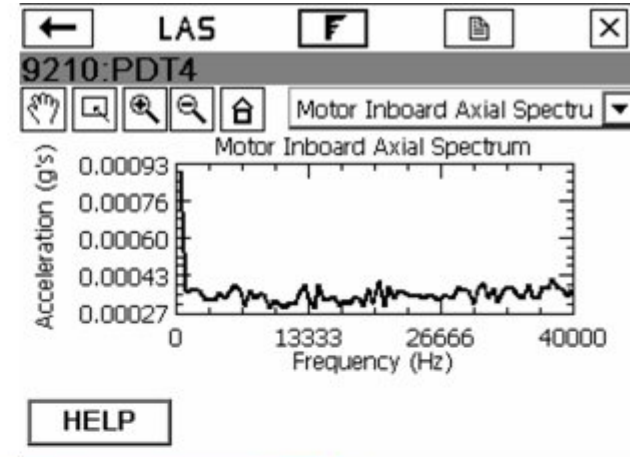 LAS
9210:PDT4
Motor Inboard Axial Spectru
Motor Inboard Axial Spectrum
Acceleration (g's)
0.00093
0.00076
0.00060
0.00043
0.00027
0 13333 26666 40000
Frequency (Hz)
HELP